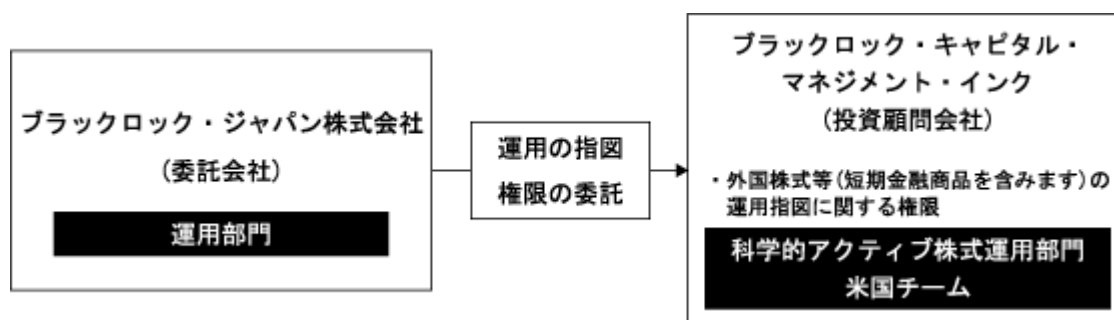 ブラックロック・ジャパン株式会社
(委託会社)
運用部門
運用の指図
権限の委託
ブラックロック・キャピタル・
マネジメント・インク
(投資顧問会社)
・外国株式等(短期金融商品を含みます)の
運用指図に関する権限
科学的アクティブ株式運用部門
米国チーム